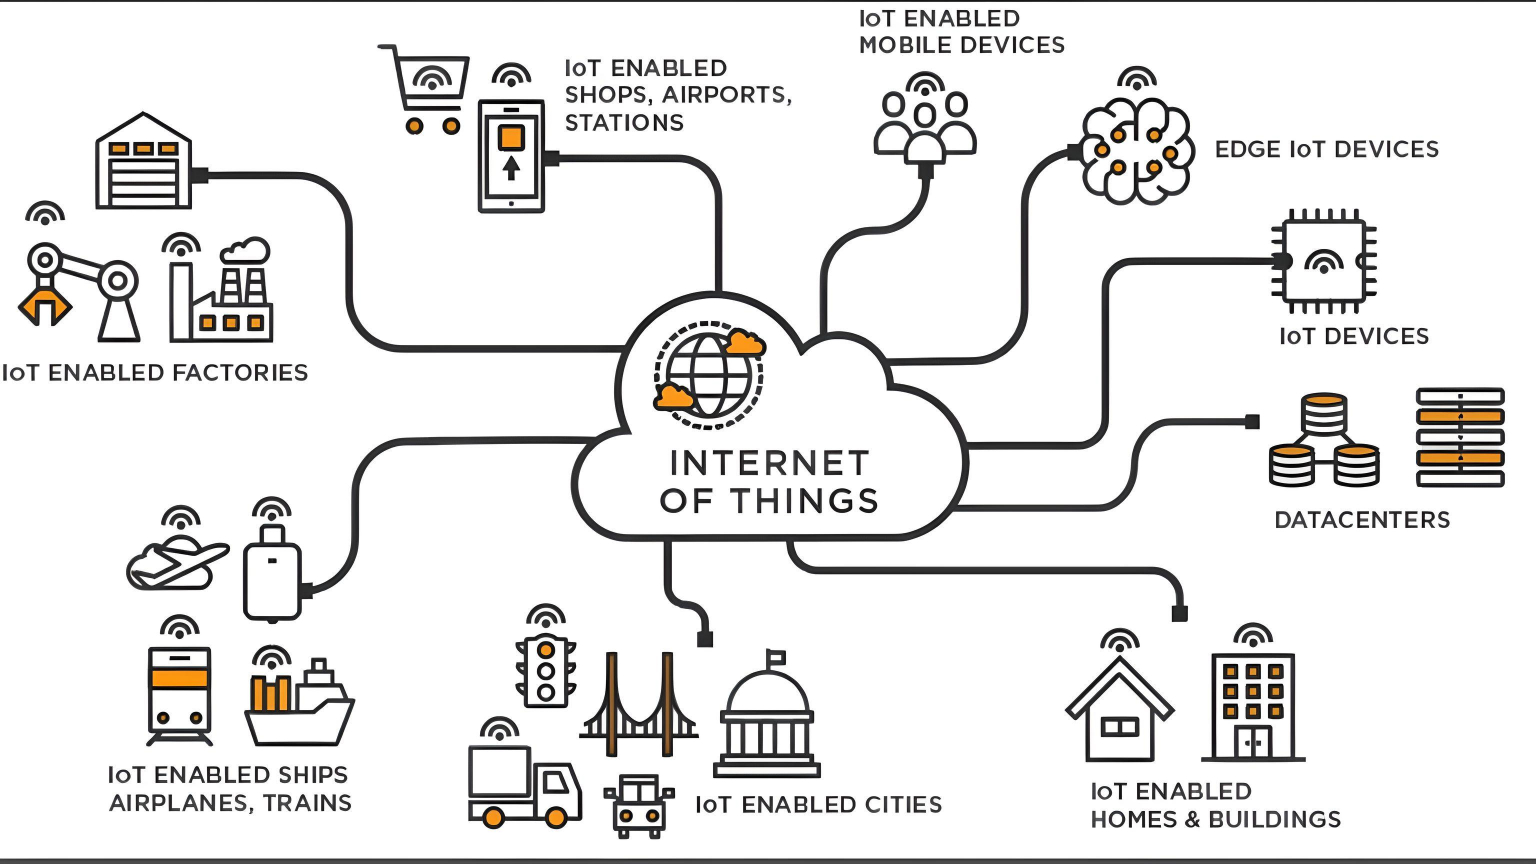 IoT ENABLED
MOBILE DEVICES
IoT ENABLED
SHOPS, AIRPORTS,
STATIONS
EDGE IoT DEVICES
IoT DEVICES
IoT ENABLED FACTORIES
INTERNET
OF THINGS
DATACENTERS
IoT ENABLED SHIPS
AIRPLANES, TRAINS
IoT ENABLED CITIES
IoT ENABLED
HOMES & BUILDINGS